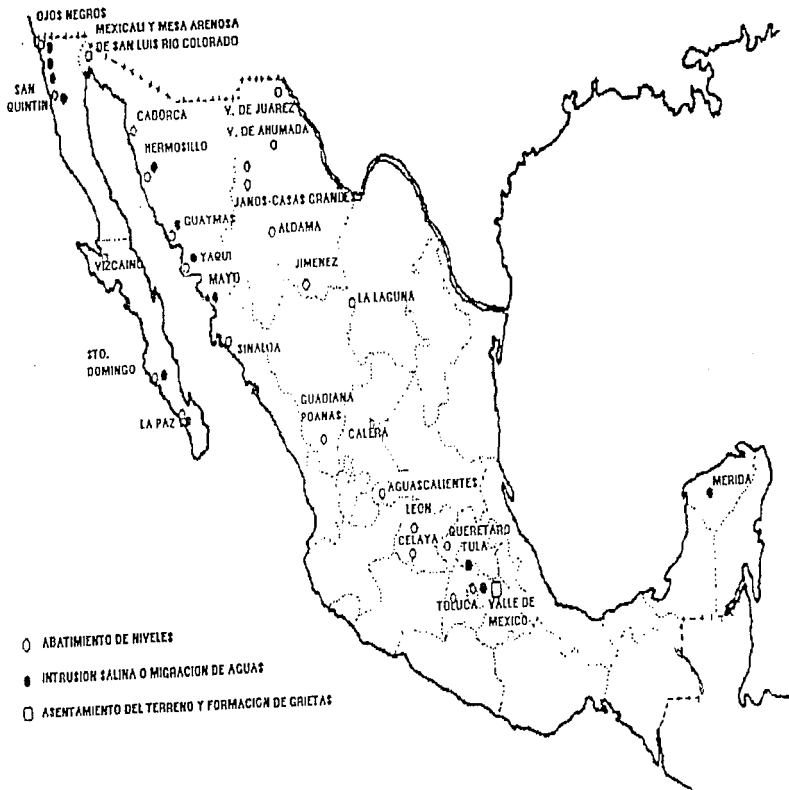 OJOS NEGROS
MEXICALI Y MESA ARENOSA
DE SAN LUIS RIO COLORADO
SAN
QUINTIN
CADORCA
HERMOSILLO
V. DE JUAREZ
V. DE AHUMADA
JANOS-CASAS GRANDES
GUAYMAS
ALDAMA
YAQUI
VIZCAINO
JIMENEZ
MAYO
LA LAGUNA
SINALOA
STO.
DOMINGO
LA PAZ
GUADIANA
POANAS
CALERA
AGUASCALIENTES
LEON
MERIDA
QUERETARO
CELAYA
TULA
TOLUCA
VALLE DE
MEXICO
ABATIMIENTO DE NIVELES
INTRUSION SALINA O MIGRACION DE AGUAS
ASENTAMIENTO DEL TERRENO Y FORMACION DE GRIETAS